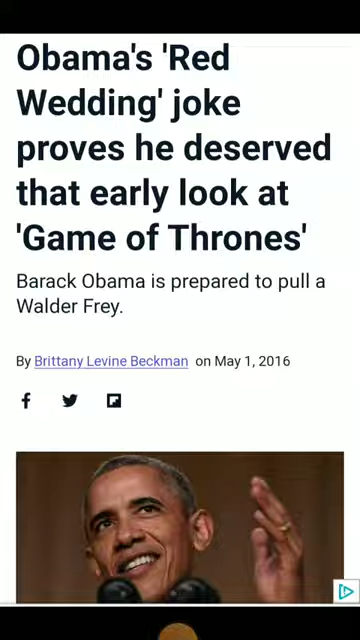 Obama's 'Red
Wedding' joke
proves he deserved
that early look at
'Game of Thrones'
Barack Obama is prepared to pull a
Walder Frey.
By Brittany Levine Beckman on May 1, 2016